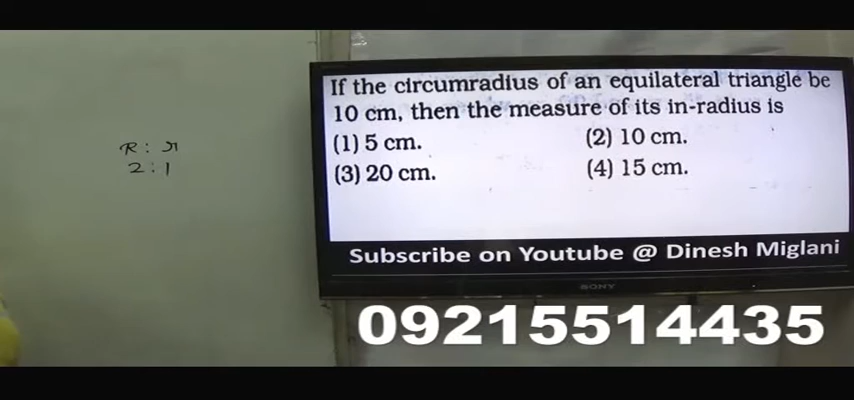 R : r
2 : 1
If the circumradius of an equilateral triangle be
10 cm, then the measure of its in-radius is
(1) 5 cm.
(2) 10 cm.
(3) 20 cm.
(4) 15 cm.
Subscribe on Youtube @ Dinesh Miglani
SONY
09215514435